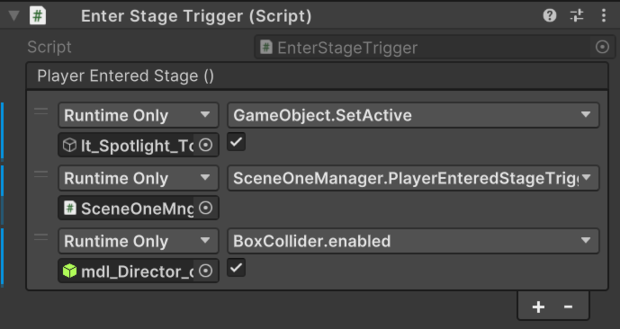 Enter Stage Trigger (Script)
Script EnterStageTrigger
Player Entered Stage ()
Runtime Only GameObject.SetActive
lt_Spotlight_To
Runtime Only SceneOneManager.PlayerEnteredStageTrigg
SceneOneMng
Runtime Only BoxCollider.enabled
mdl_Director_c
+ -